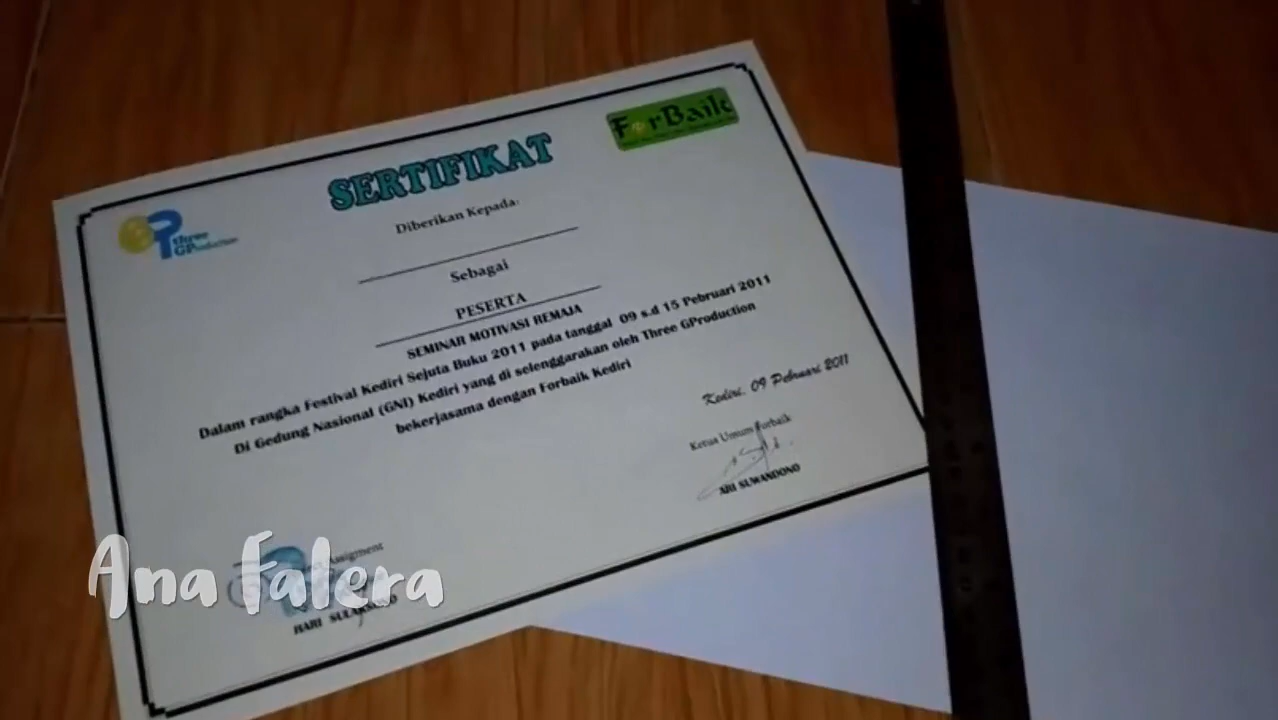 SERTIFIKAT
ForBaik
three
GProduction
Diberikan Kepada:
Sebagai
PESERTA
SEMINAR MOTIVASI REMAJA
Dalam rangka Festival Kediri Sejuta Buku 2011 pada tanggal 09 s.d 15 Pebruari 2011
Di Gedung Nasional (GNI) Kediri yang di selenggarakan oleh Three GProduction
bekerjasama dengan Forbaik Kediri
Kediri, 09 Pebruari 2011
Ketua Umum Forbaik
ARI SUWANDONO
Assigment
HARI
Ana Falera